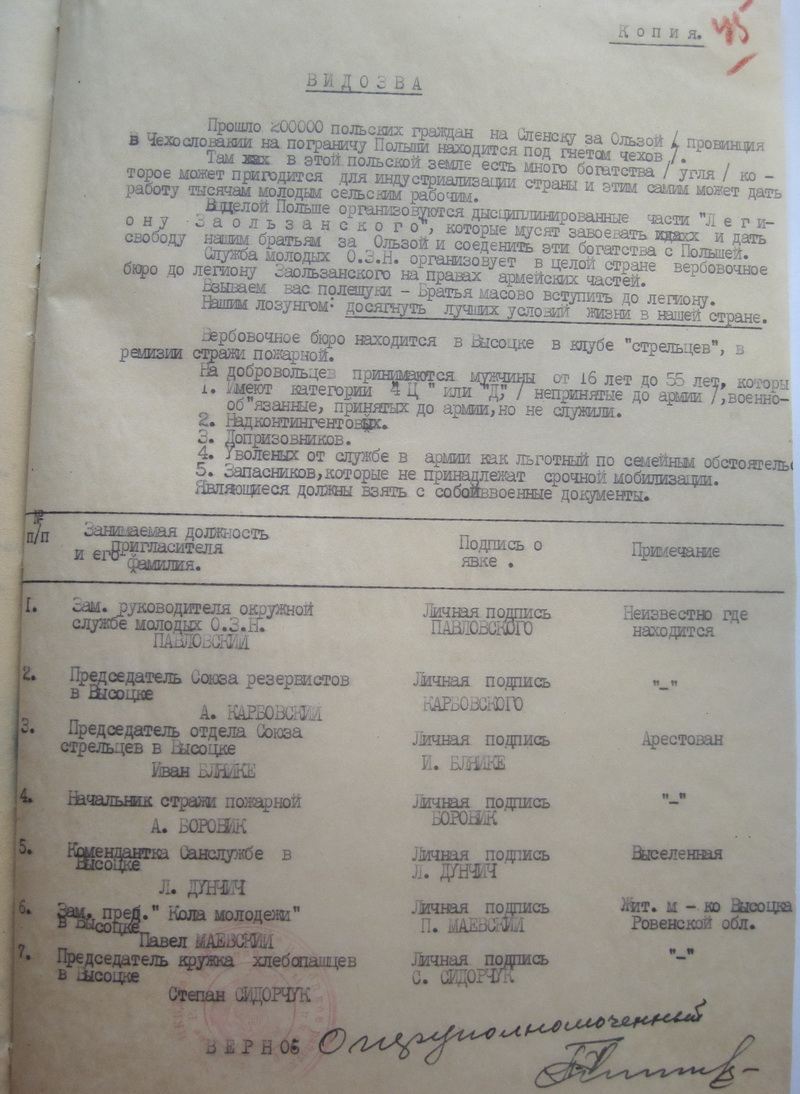 Копия. 45
ВИДОЗВА
Прошло 200000 польских граждан на Сленску за Ользой /, провинция
в Чехословакии на пограничу Польши находится под гнетом чехов /.
Там в этой польской земле есть много богатства / угля / ко -
торое может пригодится для индустриализации страны и этим самим может дать
работу тысячам молодым сельским рабочим.
В целой Польше организовуются дысциплинированные части "Леги-
ону Заользанского", которые мусят завоевать и дать
свободу нашим братьям за Ользой и соеденить эти богатства с Польшей.
Служба молодых О.З.Н. организовует в целой стране вербовочное
бюро до легиону Заользанского на правах армейских частей.
Взываем вас полещуки - Братья масово вступить до легиону.
Нашим лозунгом: досягнуть лучших условий жизни в нашей стране.
Вербовочное бюро находится в Высоцке в клубе "стрельцев", в
ремизии стражи пожарной.
На добровольцев принимаются мужчины от 16 лет до 55 лет, которы
1. Имеют категории "Ц" или "Д", / непринятые до армии /, военно-
об"язанные, принятых до армии, но не служили.
2. Надконтингентовых.
3. Допризовников.
4. Уволеных от службе в армии как льготный по семейным обстоятельс
5. Запасников, которые не принадлежат срочной мобилизации.
Являющиеся должны взять с собой военные документы.
№ п/п Занимаемая должность и его пригласителя фамилия. Подпись о явке . Примечание
1. Зам. руководителя окружной Личная подпись Неизвестно где
службе молодых О.З.Н. ПАВЛОВСКОГО находится
ПАВЛОВСКИЙ
2. Председатель Союза резервистов Личная подпись "-"
в Высоцке КАРБОВСКОГО
А. КАРБОВСКИЙ
3. Председатель отдела Союза Личная подпись Арестован
стрельцев в Высоцке И. БЛНИКЕ
Иван БЛНИКЕ
4. Начальник стражи пожарной Личная подпись "-"
А. БОРОВИК БОРОВИК
5. Комендантка Санслужбе в Личная подпись Выселенная
Высоцке Л. ДУНЧИЧ
Л. ДУНЧИЧ
6. Зам. пред. " Кола молодежи" Личная подпись Жит. м - ко Высоцка
в Высоцке П. МАЕВСКИЙ Ровенской обл.
Павел МАЕВСКИЙ
7. Председатель кружка хлебопащцев Личная подпись "-"
в Высоцке С. СИДОРЧУК
Степан СИДОРЧУК
ВЕРНО: Оперуполномоченный